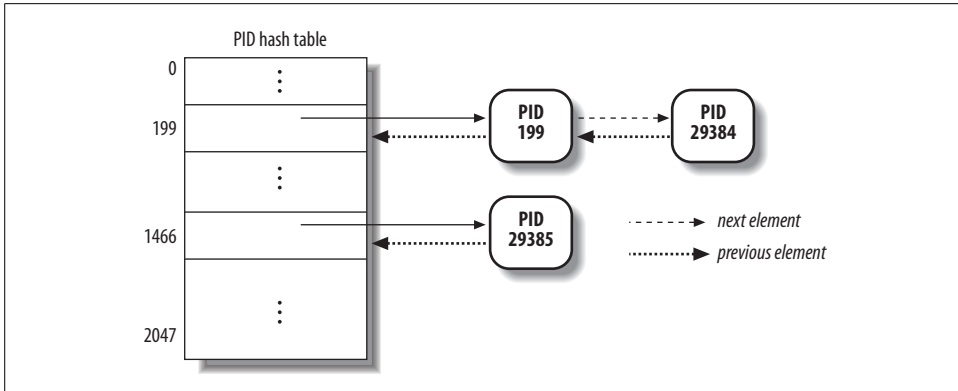 PID hash table
0
199
1466
2047
PID
199
PID
29384
PID
29385
next element
previous element